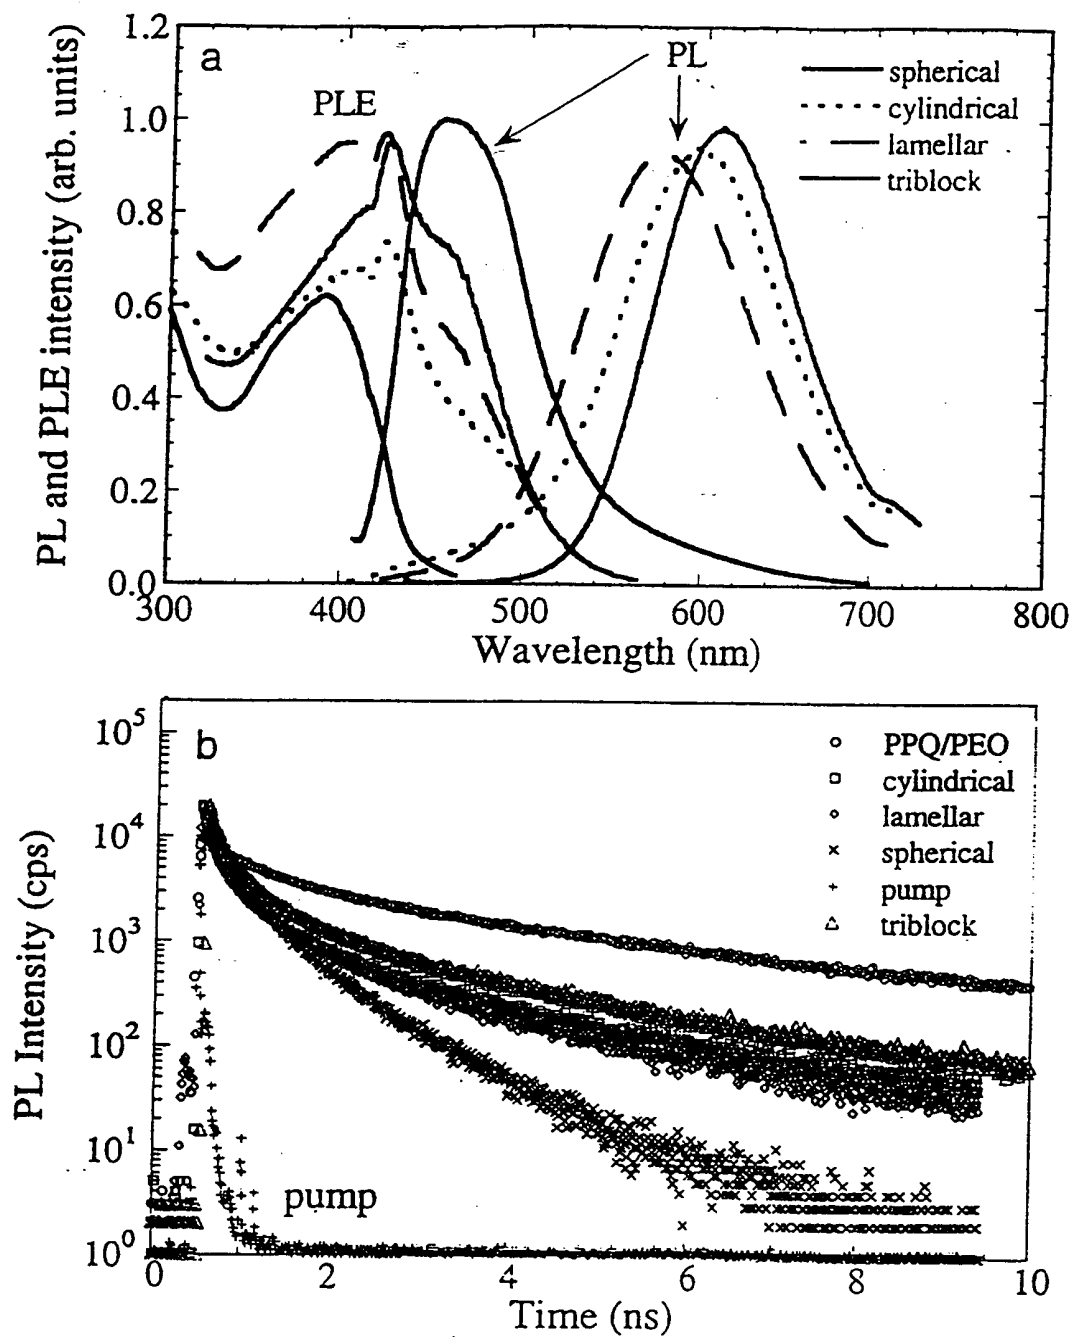 a
PLE
PL
spherical
cylindrical
lamellar
triblock
1.2
1.0
0.8
0.6
0.4
0.2
0.0
PL and PLE intensity (arb. units)
300 400 500 600 700 800
Wavelength (nm)
b
PPQ/PEO
cylindrical
lamellar
spherical
pump
triblock
10^5
10^4
10^3
10^2
10^1
10^0
PL Intensity (cps)
pump
0 2 4 6 8 10
Time (ns)